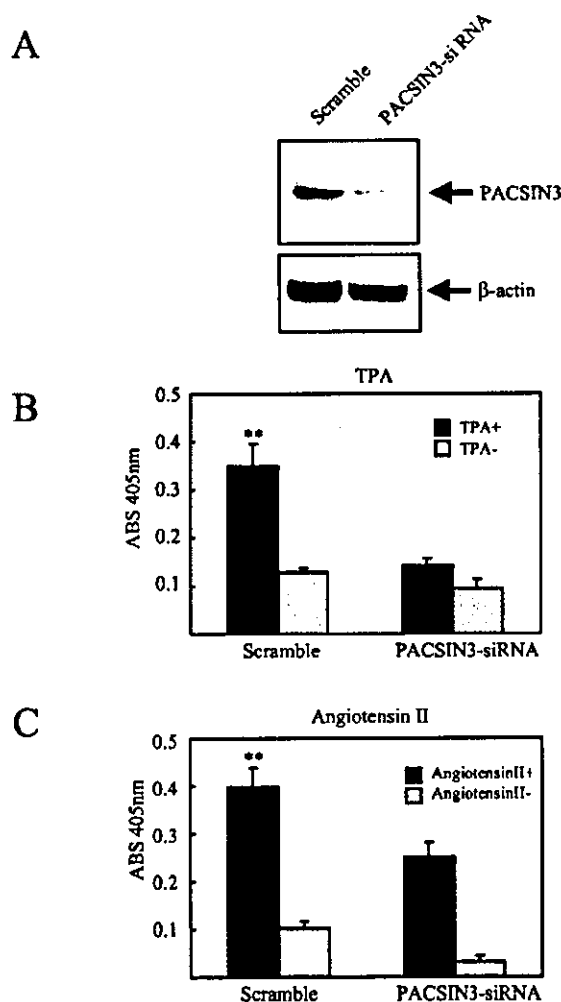 A
Scramble
PACSIN3-si RNA
PACSIN3
β-actin
B
TPA
0.5
0.4
0.3
0.2
0.1
ABS 405nm
**
TPA+
TPA-
Scramble
PACSIN3-siRNA
C
Angiotensin II
0.5
0.4
0.3
0.2
0.1
ABS 405nm
**
AngiotensinII+
AngiotensinII-
Scramble
PACSIN3-siRNA